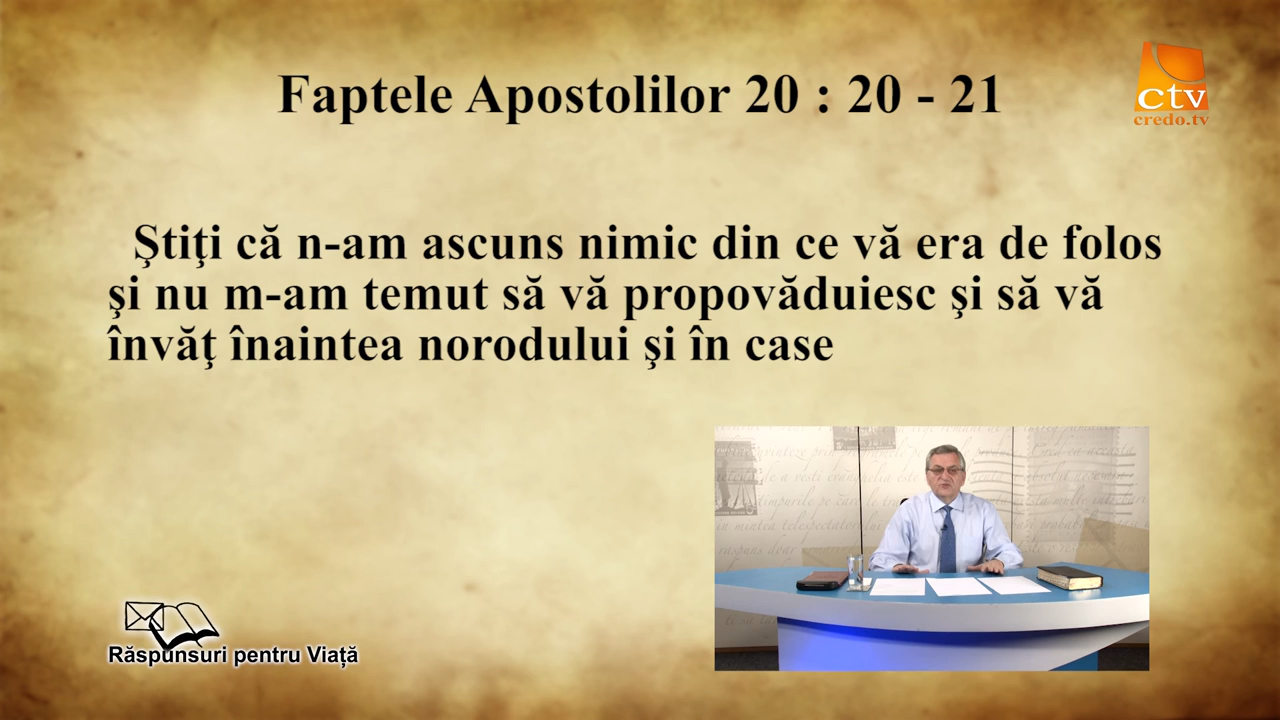 Faptele Apostolilor 20 : 20 - 21
ctv
credo.tv
Ştiţi că n-am ascuns nimic din ce vă era de folos
şi nu m-am temut să vă propovăduiesc şi să vă
învăţ înaintea norodului şi în case
Răspunsuri pentru Viață